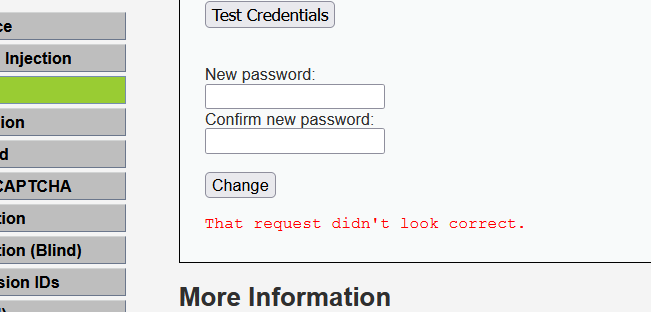 Test Credentials
ce
Injection
New password:
Confirm new password:
ion
d
CAPTCHA
Change
tion
That request didn't look correct.
tion (Blind)
sion IDs
More Information